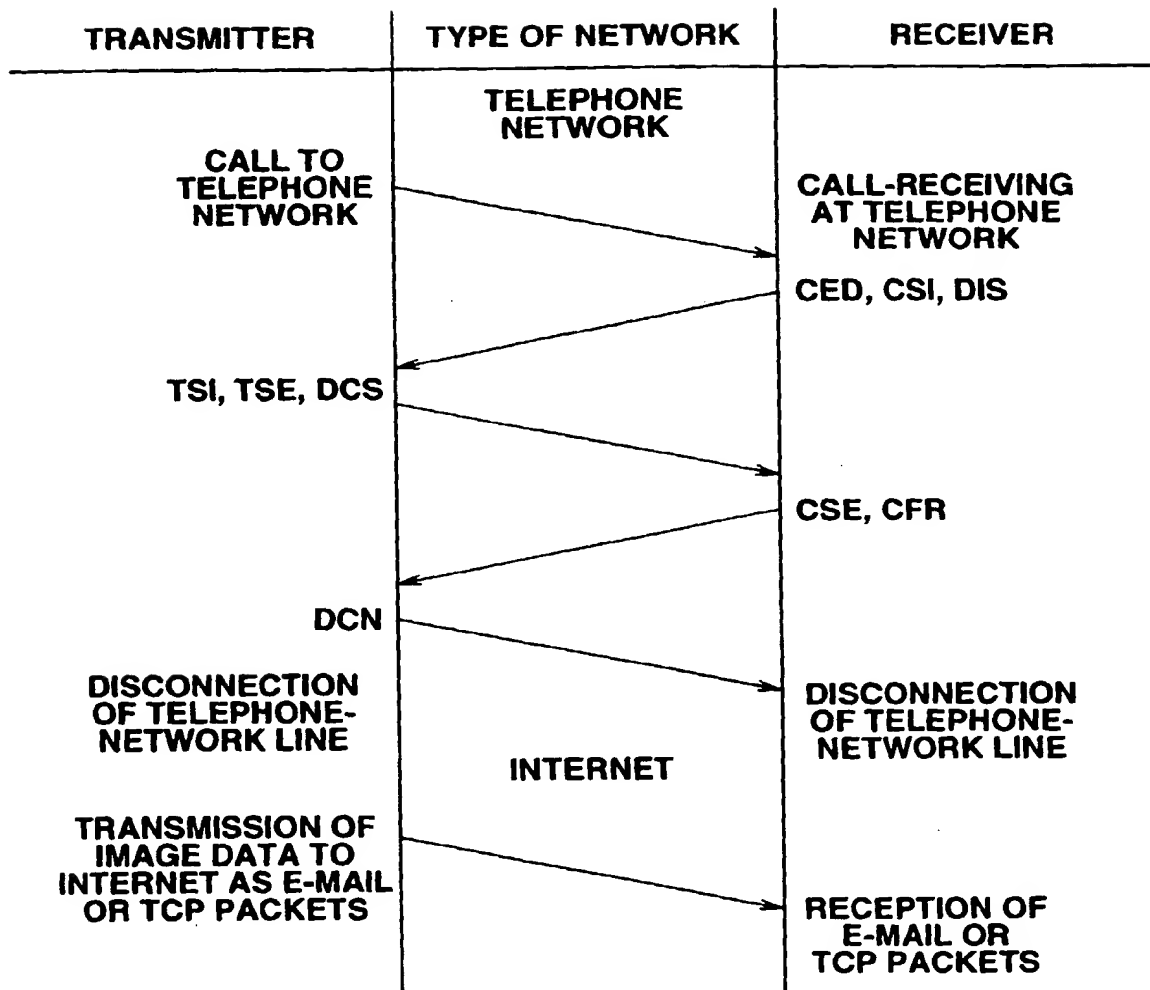 TRANSMITTER
TYPE OF NETWORK
RECEIVER
TELEPHONE
NETWORK
CALL TO
TELEPHONE
NETWORK
CALL-RECEIVING
AT TELEPHONE
NETWORK
CED, CSI, DIS
TSI, TSE, DCS
CSE, CFR
DCN
DISCONNECTION
OF TELEPHONE-
NETWORK LINE
DISCONNECTION
OF TELEPHONE-
NETWORK LINE
INTERNET
TRANSMISSION OF
IMAGE DATA TO
INTERNET AS E-MAIL
OR TCP PACKETS
RECEPTION OF
E-MAIL OR
TCP PACKETS